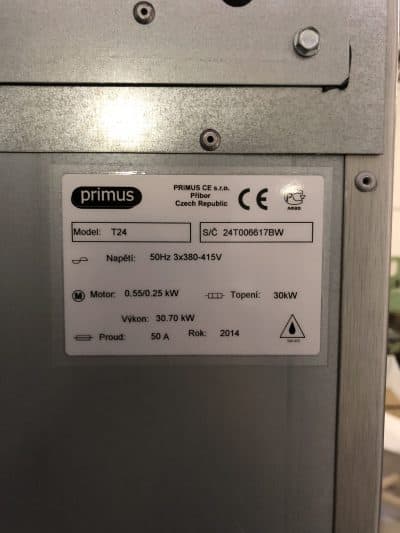 primus
PRIMUS CE s.r.o.
Příbor
Czech Republic
CE
Model: T24
S/Č 24T006617BW
Napětí: 50Hz 3x380-415V
M Motor: 0.55/0.25 kW
Topení: 30kW
Výkon: 30.70 kW
Proud: 50 A
Rok: 2014